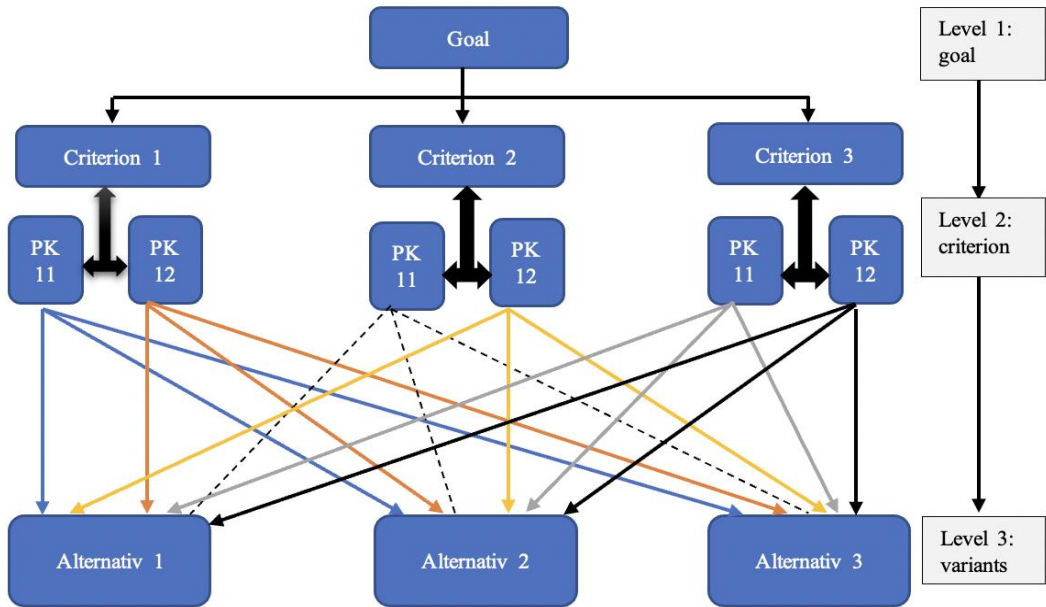 Goal
Level 1:
goal
Criterion 1
Criterion 2
Criterion 3
PK
11
PK
12
PK
11
PK
12
PK
11
PK
12
Level 2:
criterion
Alternativ 1
Alternativ 2
Alternativ 3
Level 3:
variants